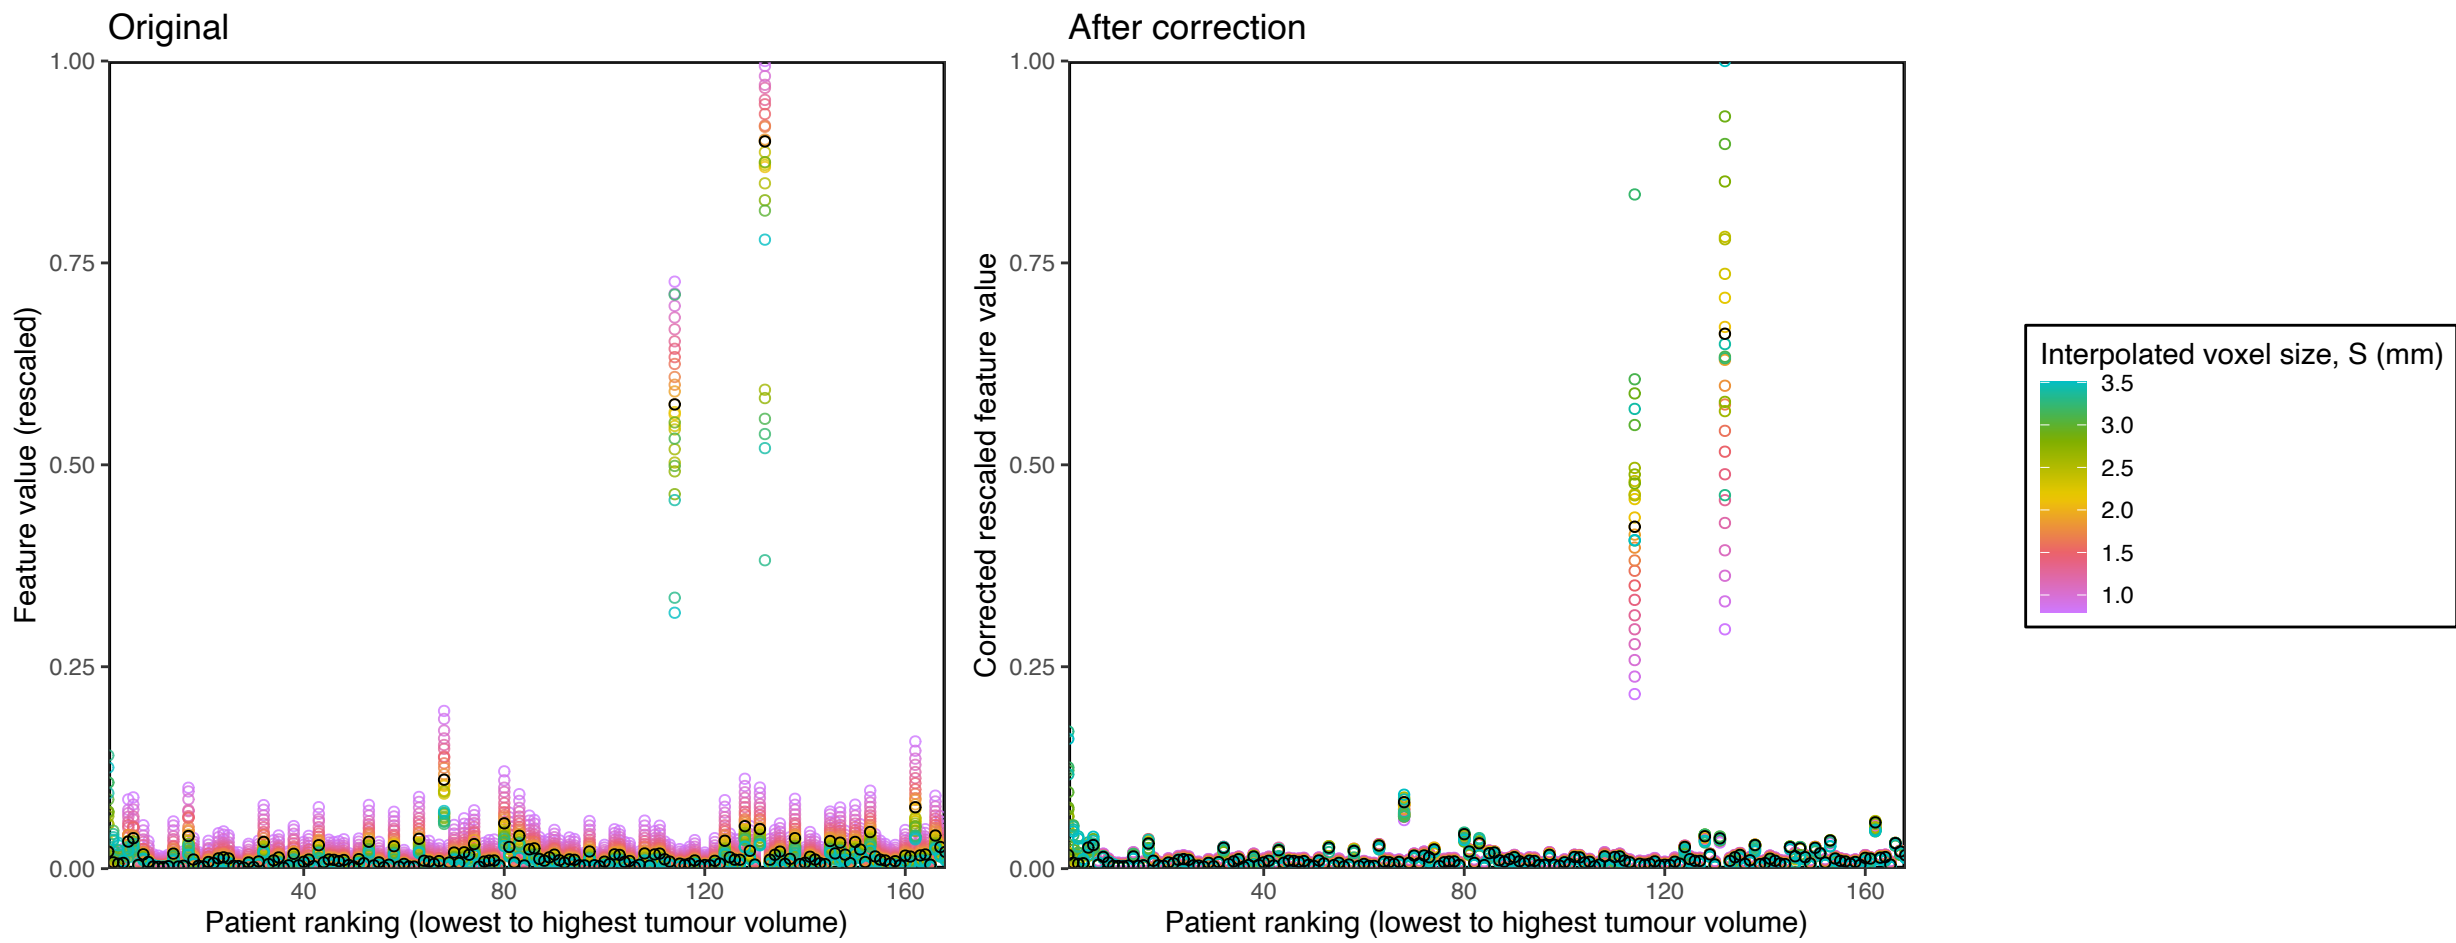 Original
1.00
0.75
0.50
0.25
0.00
Feature value (rescaled)
40 80 120 160
Patient ranking (lowest to highest tumour volume)
After correction
1.00
0.75
0.50
0.25
0.00
Corrected rescaled feature value
40 80 120 160
Patient ranking (lowest to highest tumour volume)
Interpolated voxel size, S (mm)
3.5
3.0
2.5
2.0
1.5
1.0